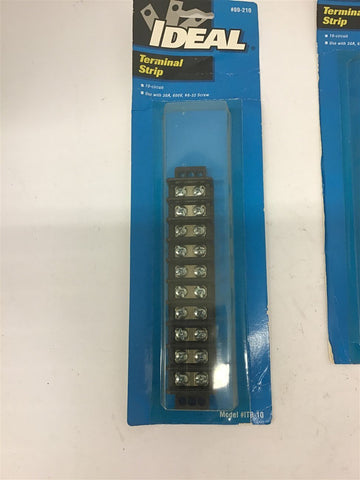 #89-210
IDEAL
Terminal
Strip
10-circuit
Use with 30A, 600V, #6-32 Screw
Model #ITB-10
Terminal
Strip
10-circuit
Use with 30A,